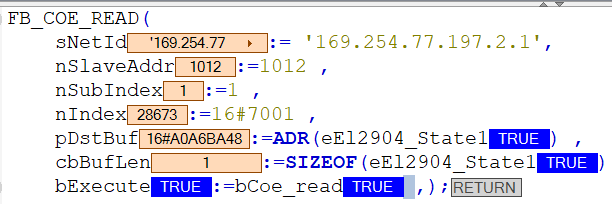 FB_COE_READ(
sNetId '169.254.77 := '169.254.77.197.2.1',
nSlaveAddr 1012 :=1012 ,
nSubIndex 1 :=1 ,
nIndex 28673 :=16#7001 ,
pDstBuf 16#A0A6BA48 :=ADR(eEl2904_State1 TRUE ) ,
cbBufLen 1 :=SIZEOF(eEl2904_State1 TRUE )
bExecute TRUE :=bCoe_read TRUE ,); RETURN